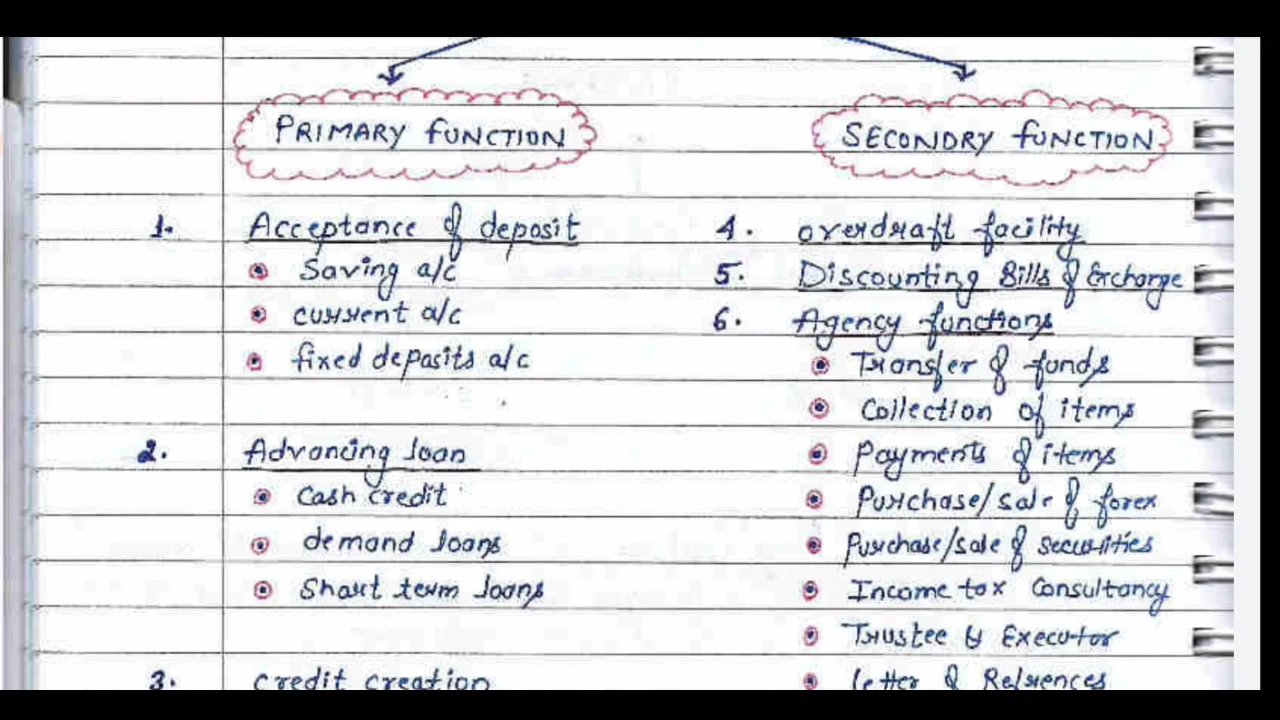 PRIMARY FUNCTION
1. Acceptance of deposit
Saving a/c
current a/c
fixed deposits a/c
2. Advancing loan
Cash credit
demand loans
Short term loans
3. Credit creation
SECONDRY FUNCTION
4. overdraft facility
5. Discounting Bills of Exchange
6. Agency functions
Transfer of funds
Collection of items
Payments of items
Purchase/sale of forex
Purchase/sale of securities
Income tax Consultancy
Trustee & Executor
letter of Refrences